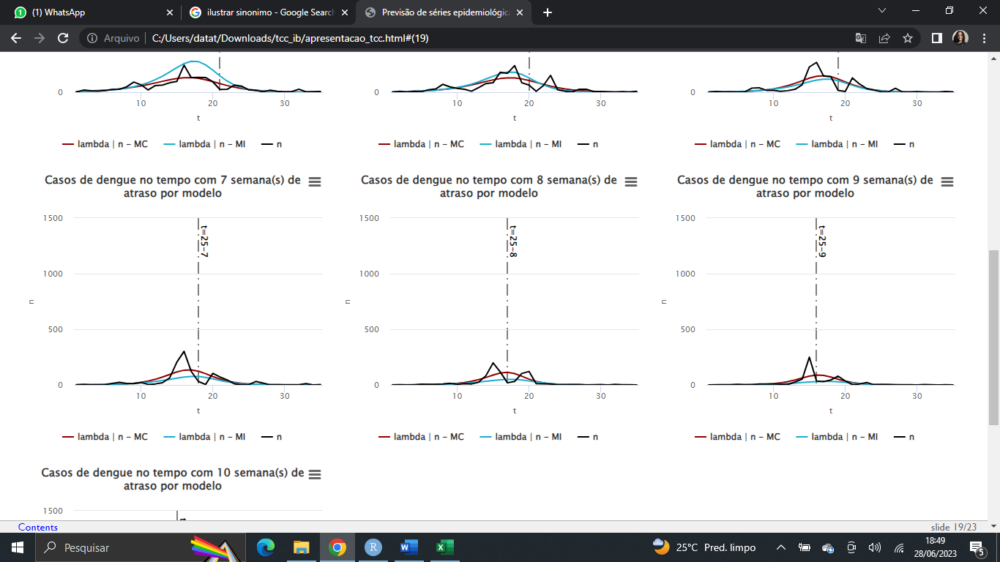 (1) WhatsApp
ilustrar sinonimo - Google Search
Previsão de séries epidemiológica
Arquivo
C:/Users/datat/Downloads/tcc_ib/apresentacao_tcc.html#(19)
0
10
20
30
t
lambda | n - MC
lambda | n - MI
n
0
10
20
30
t
lambda | n - MC
lambda | n - MI
n
0
10
20
30
t
lambda | n - MC
lambda | n - MI
n
Casos de dengue no tempo com 7 semana(s) de
atraso por modelo
1500
1000
500
0
n
t=25-7
10
20
30
t
lambda | n - MC
lambda | n - MI
n
Casos de dengue no tempo com 8 semana(s) de
atraso por modelo
1500
1000
500
0
n
t=25-8
10
20
30
t
lambda | n - MC
lambda | n - MI
n
Casos de dengue no tempo com 9 semana(s) de
atraso por modelo
1500
1000
500
0
n
t=25-9
10
20
30
t
lambda | n - MC
lambda | n - MI
n
Casos de dengue no tempo com 10 semana(s) de
atraso por modelo
1500
Contents
slide 19/23
Pesquisar
25°C Pred. limpo
18:49
28/06/2023
5